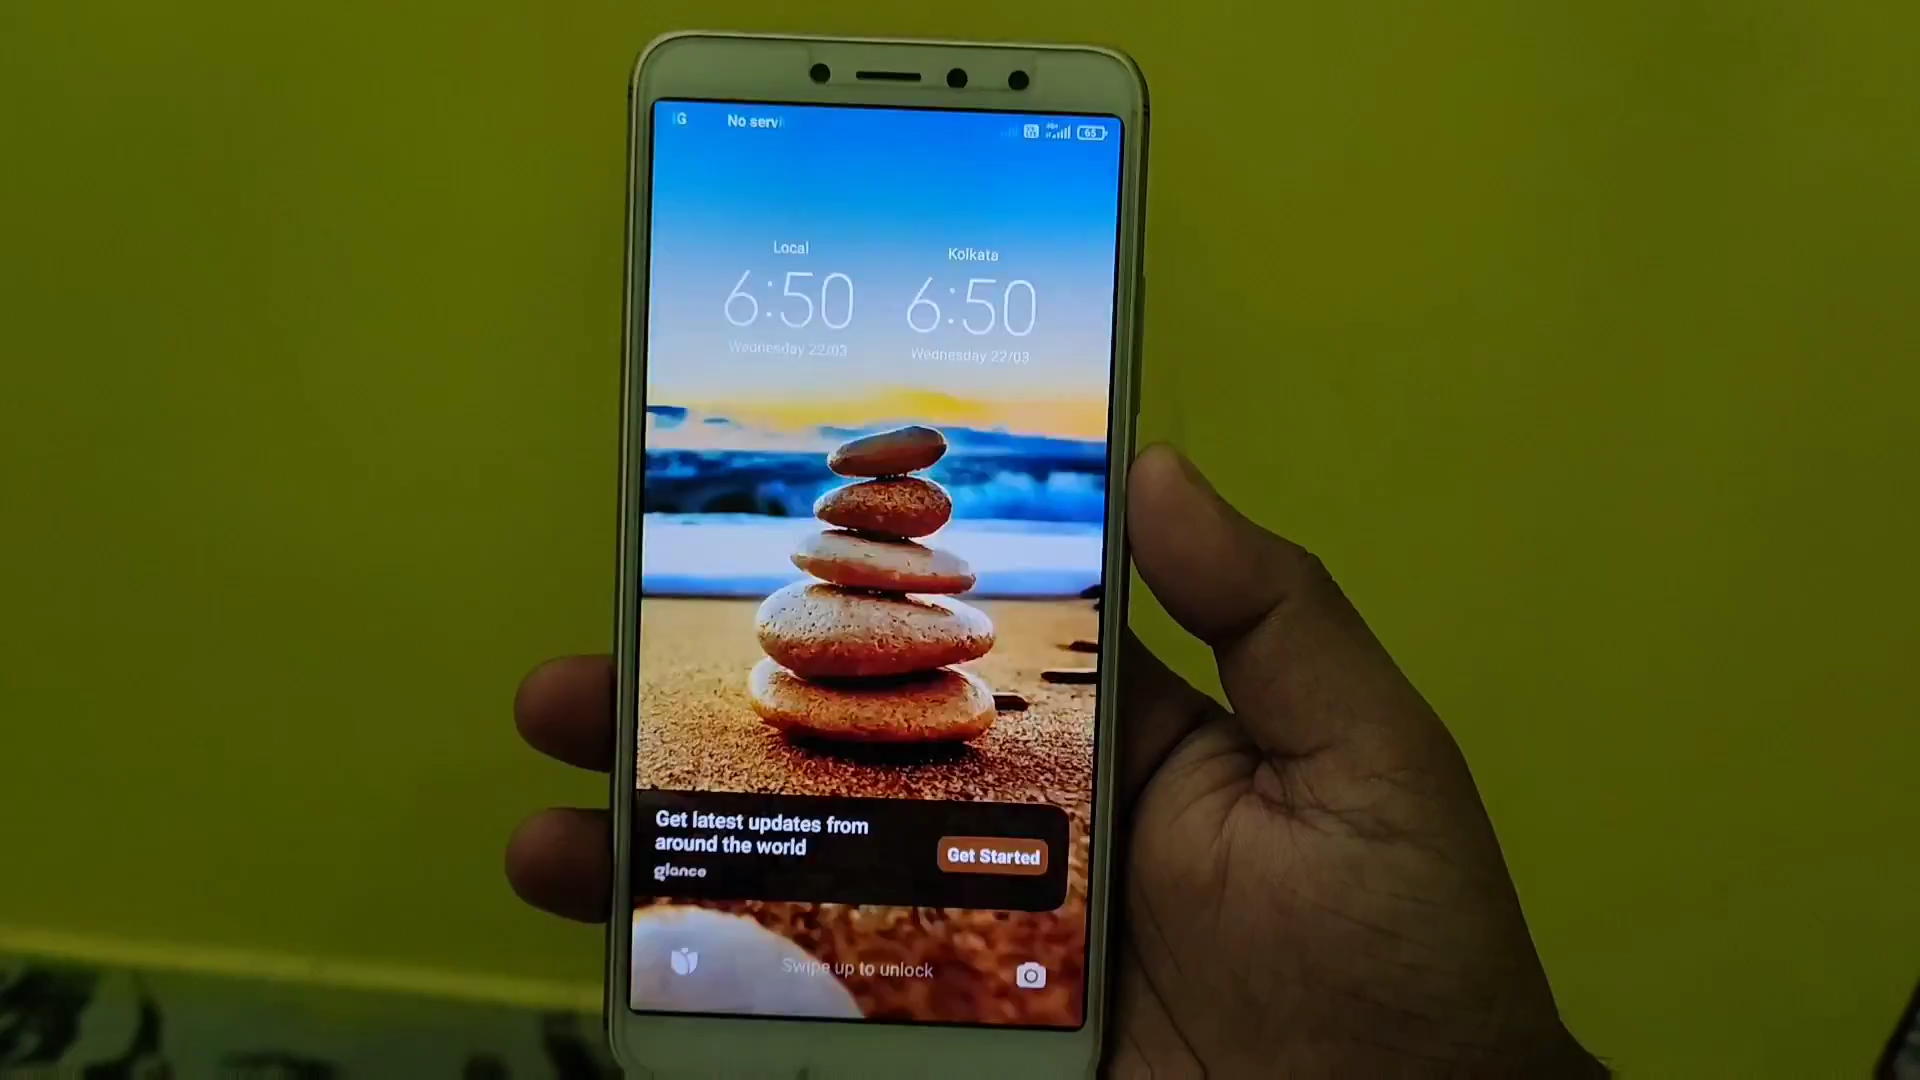 G No servi
65
Local Kolkata
6:50 6:50
Wednesday 22/03 Wednesday 22/03
Get latest updates from
around the world
Get Started
glance
Swipe up to unlock